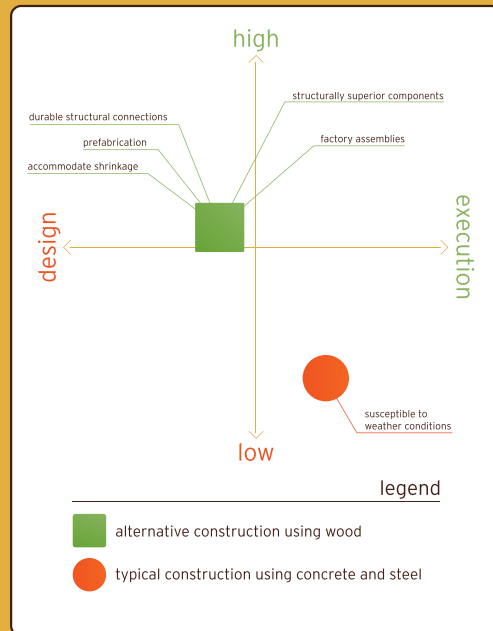 high
structurally superior components
durable structural connections
factory assemblies
prefabrication
accommodate shrinkage
design
execution
susceptible to
weather conditions
low
legend
alternative construction using wood
typical construction using concrete and steel